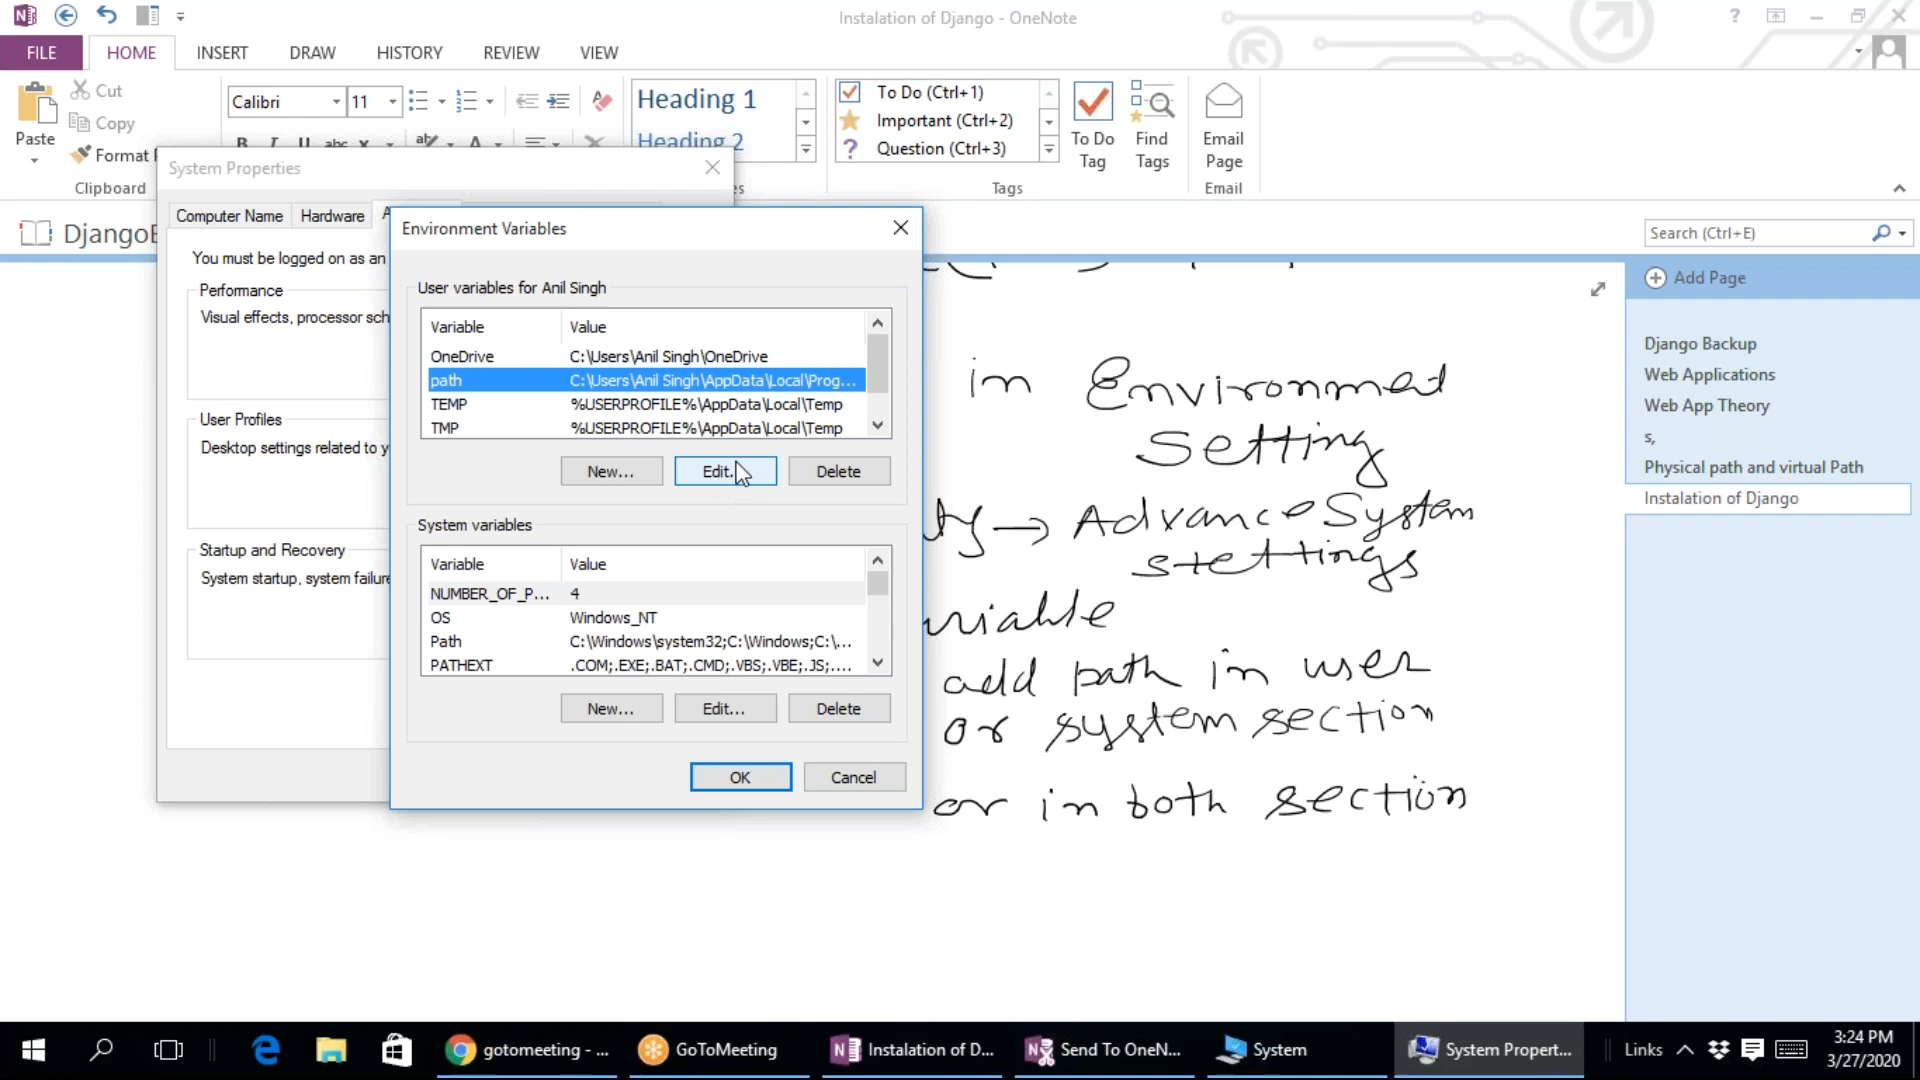 Instalation of Django - OneNote
FILE
HOME
INSERT
DRAW
HISTORY
REVIEW
VIEW
Paste
Cut
Copy
Format
Clipboard
Calibri
11
Heading 1
Heading 2
To Do (Ctrl+1)
Important (Ctrl+2)
Question (Ctrl+3)
Tags
To Do
Tag
Find
Tags
Email
Page
Email
Search (Ctrl+E)
System Properties
Computer Name
Hardware
You must be logged on as an
Performance
Visual effects, processor sch
User Profiles
Desktop settings related to y
Startup and Recovery
System startup, system failure
Environment Variables
User variables for Anil Singh
Variable Value
OneDrive C:\Users\Anil Singh\OneDrive
path C:\Users\Anil Singh\AppData\Local\Prog...
TEMP %USERPROFILE%\AppData\Local\Temp
TMP %USERPROFILE%\AppData\Local\Temp
New... Edit... Delete
System variables
Variable Value
NUMBER_OF_P... 4
OS Windows_NT
Path C:\Windows\system32;C:\Windows;C:\...
PATHEXT .COM;.EXE;.BAT;.CMD;.VBS;.VBE;.JS;....
New... Edit... Delete
OK Cancel
in Environmet
Setting
ty → Advance System
stettings
riable
add path in user
or system section
or in both section
Add Page
Django Backup
Web Applications
Web App Theory
s,
Physical path and virtual Path
Instalation of Django
gotomeeting - ...
GoToMeeting
Instalation of D...
Send To OneN...
System
System Propert...
Links
3:24 PM
3/27/2020